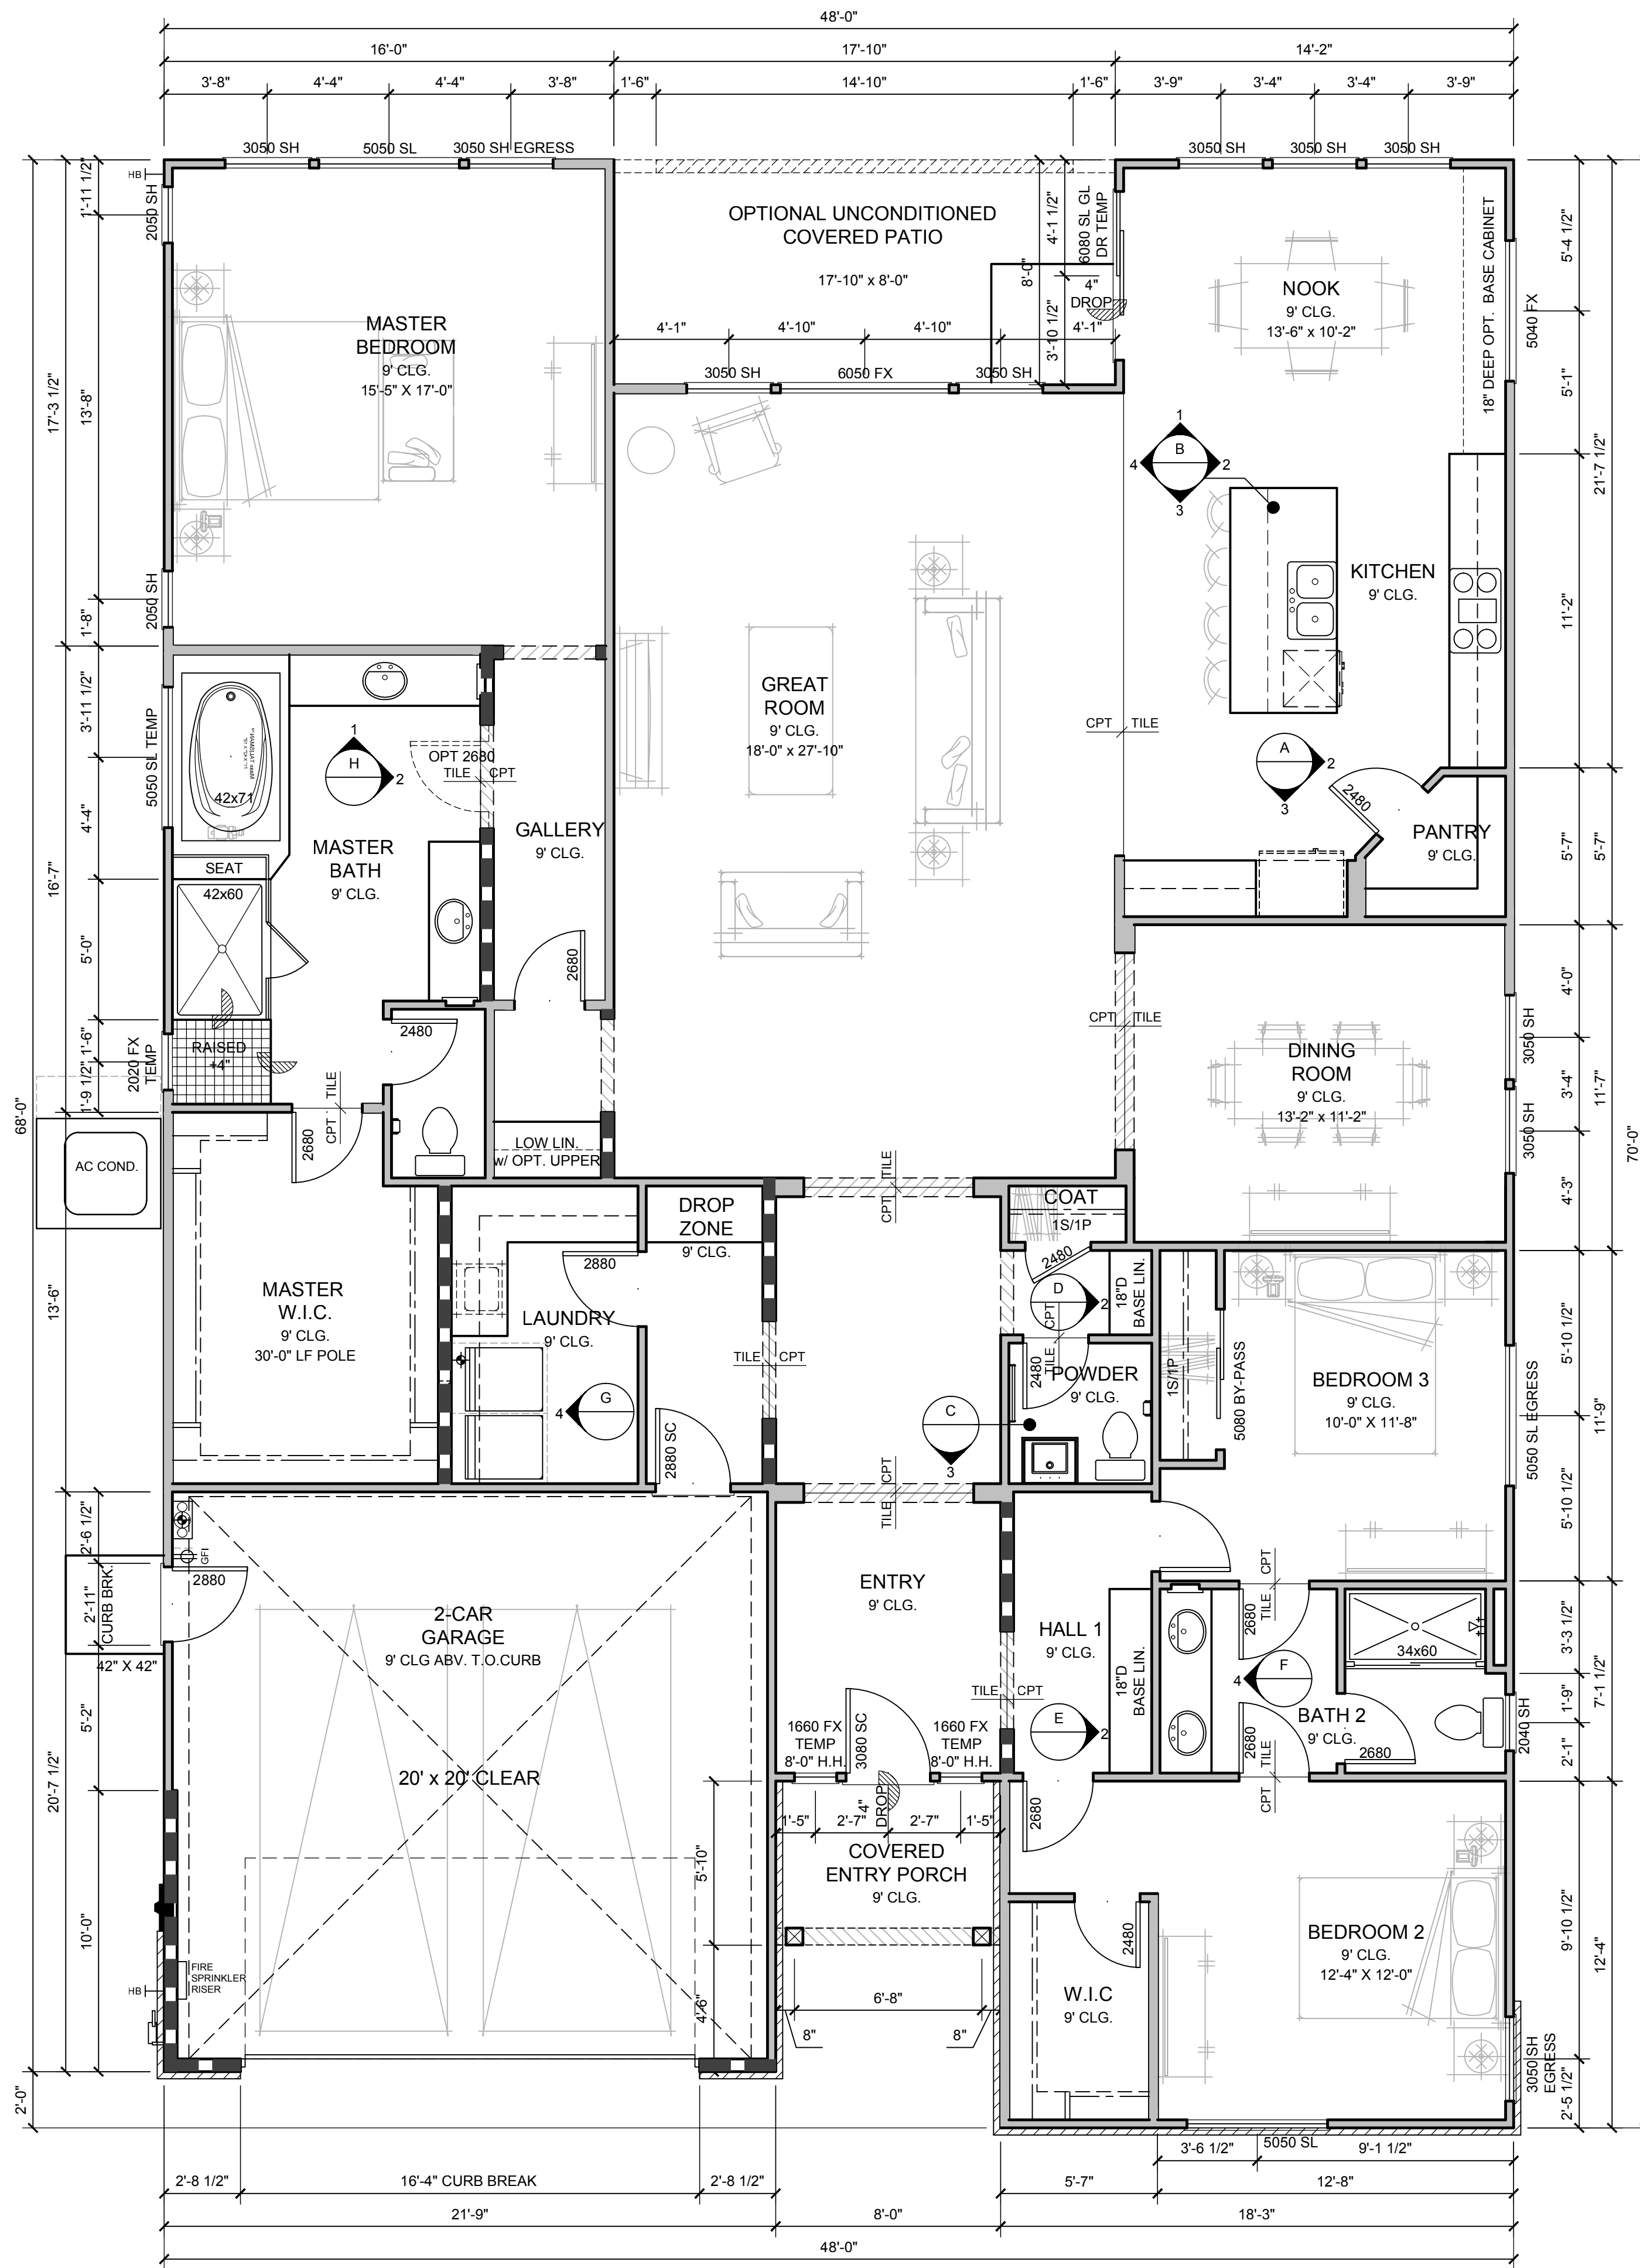 48'-0"
16'-0"
17'-10"
14'-2"
3'-8"
4'-4"
4'-4"
3'-8"
1'-6"
14'-10"
1'-6"
3'-9"
3'-4"
3'-4"
3'-9"
3050 SH
5050 SL
3050 SH EGRESS
3050 SH
3050 SH
3050 SH
HB
2050 SH
1'-11 1/2"
13'-8"
17'-3 1/2"
OPTIONAL UNCONDITIONED
COVERED PATIO
17'-10" x 8'-0"
8'-0"
4'-1 1/2"
3'-10 1/2"
6080 SL GL
DR TEMP
4"
DROP
4'-1"
4'-10"
4'-10"
4'-1"
3050 SH
6050 FX
3050 SH
NOOK
9' CLG.
13'-6" x 10'-2"
18" DEEP OPT. BASE CABINET
5040 FX
5'-4 1/2"
5'-1"
21'-7 1/2"
11'-2"
MASTER
BEDROOM
9' CLG.
15'-5" X 17'-0"
2050 SH
1'-8"
1
B
4
2
3
KITCHEN
9' CLG.
GREAT
ROOM
9' CLG.
18'-0" x 27'-10"
CPT
TILE
A
2
3
2480
PANTRY
9' CLG.
5'-7"
5'-7"
3'-11 1/2"
5050 SL TEMP
4'-4"
16'-7"
42x71
1
H
2
OPT 2680
TILE
CPT
MASTER
BATH
9' CLG.
GALLERY
9' CLG.
SEAT
42x60
5'-0"
2680
2480
RAISED
+4"
2020 FX
TEMP
1'-6"
1'-9 1/2"
CPT
TILE
2680
LOW LIN.
w/ OPT. UPPER
CPT
TILE
DINING
ROOM
9' CLG.
13'-2" x 11'-2"
3050 SH
3050 SH
4'-0"
3'-4"
4'-3"
11'-7"
70'-0"
68'-0"
AC COND.
13'-6"
MASTER
W.I.C.
9' CLG.
30'-0" LF POLE
DROP
ZONE
9' CLG.
2880
LAUNDRY
9' CLG.
4
G
2880 SC
TILE
CPT
CPT
TILE
COAT
1S/1P
2480
D
2
18"D
BASE LIN.
CPT
TILE
2480
POWDER
9' CLG.
C
3
1S/1P
5080 BY-PASS
BEDROOM 3
9' CLG.
10'-0" X 11'-8"
5050 SL EGRESS
5'-10 1/2"
5'-10 1/2"
11'-9"
TILE
CPT
GFI
2880
2'-6 1/2"
2'-11"
CURB BRK.
42" X 42"
5'-2"
20'-7 1/2"
10'-0"
2'-0"
2-CAR
GARAGE
9' CLG ABV. T.O.CURB
20' x 20' CLEAR
FIRE
SPRINKLER
RISER
HB
ENTRY
9' CLG.
HALL 1
9' CLG.
18"D
BASE LIN.
TILE
CPT
E
2
2680
TILE
CPT
4
F
34x60
BATH 2
9' CLG.
2680
2680
TILE
CPT
2040 SH
3'-3 1/2"
1'-9"
2'-1"
7'-1 1/2"
1660 FX
TEMP
8'-0" H.H.
3080 SC
1660 FX
TEMP
8'-0" H.H.
4"
DROP
1'-5"
2'-7"
2'-7"
1'-5"
COVERED
ENTRY PORCH
9' CLG.
5'-10"
4'-6"
6'-8"
8"
8"
2680
2480
W.I.C
9' CLG.
BEDROOM 2
9' CLG.
12'-4" X 12'-0"
9'-10 1/2"
12'-4"
2'-5 1/2"
3050 SH
EGRESS
5050 SL
3'-6 1/2"
9'-1 1/2"
2'-8 1/2"
16'-4" CURB BREAK
2'-8 1/2"
5'-7"
12'-8"
21'-9"
8'-0"
18'-3"
48'-0"